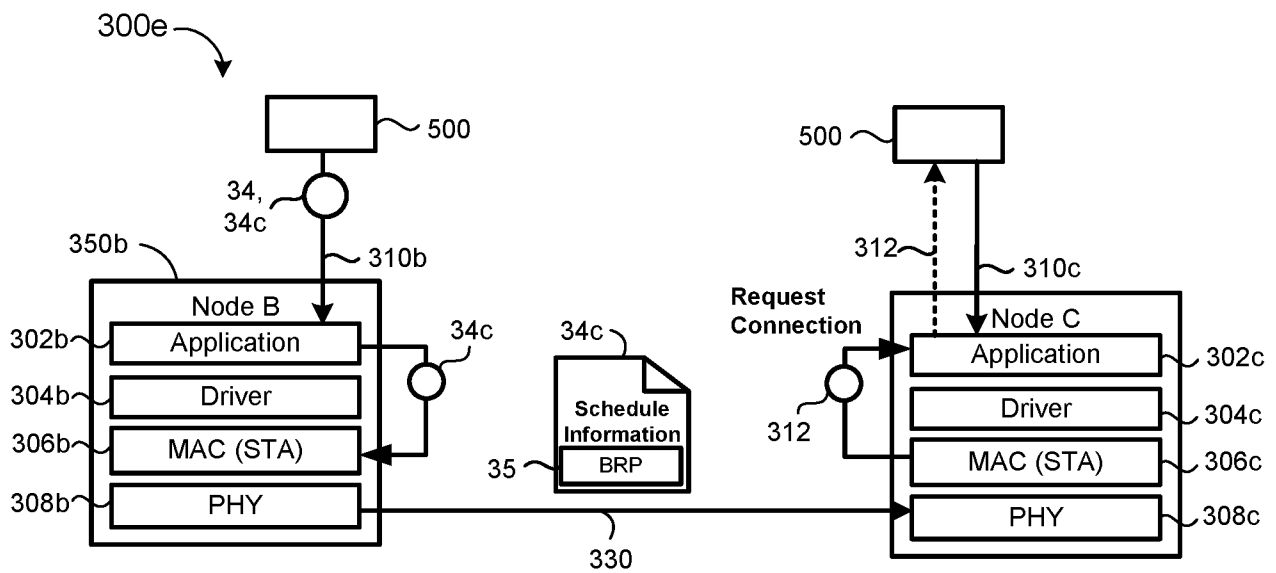 300e
500
34,
34c
350b
310b
Node B
302b
Application
34c
304b
Driver
306b
MAC (STA)
308b
PHY
34c
Schedule
Information
35
BRP
330
500
312
310c
Request
Connection
Node C
Application
302c
312
Driver
304c
MAC (STA)
306c
PHY
308c